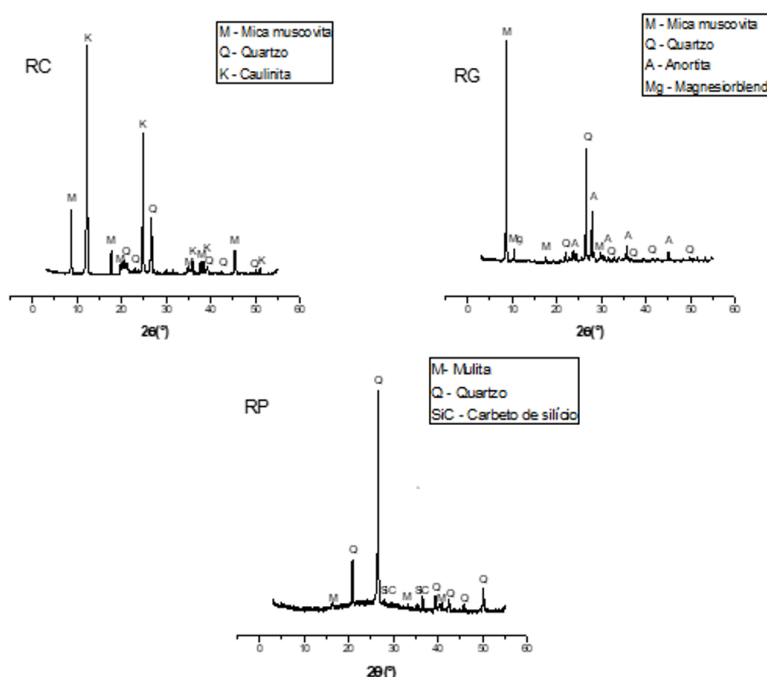 RC
M - Mica muscovita
Q - Quartzo
K - Caulinita
K
K
M
Q
M
M
Q
Q
M
K
M
K
Q
Q
M
Q
K
0 10 20 30 40 50 60
2θ(°)
RG
M - Mica muscovita
Q - Quartzo
A - Anortita
Mg - Magnesiorblend
M
Q
A
Mg
M
Q
A
M
A
Q
A
Q
Q
A
Q
0 10 20 30 40 50 60
2θ(°)
RP
M- Mulita
Q - Quartzo
SiC - Carbeto de silício
Q
Q
M
SiC
M
SiC
Q
M
Q
Q
Q
0 10 20 30 40 50 60
2θ(°)